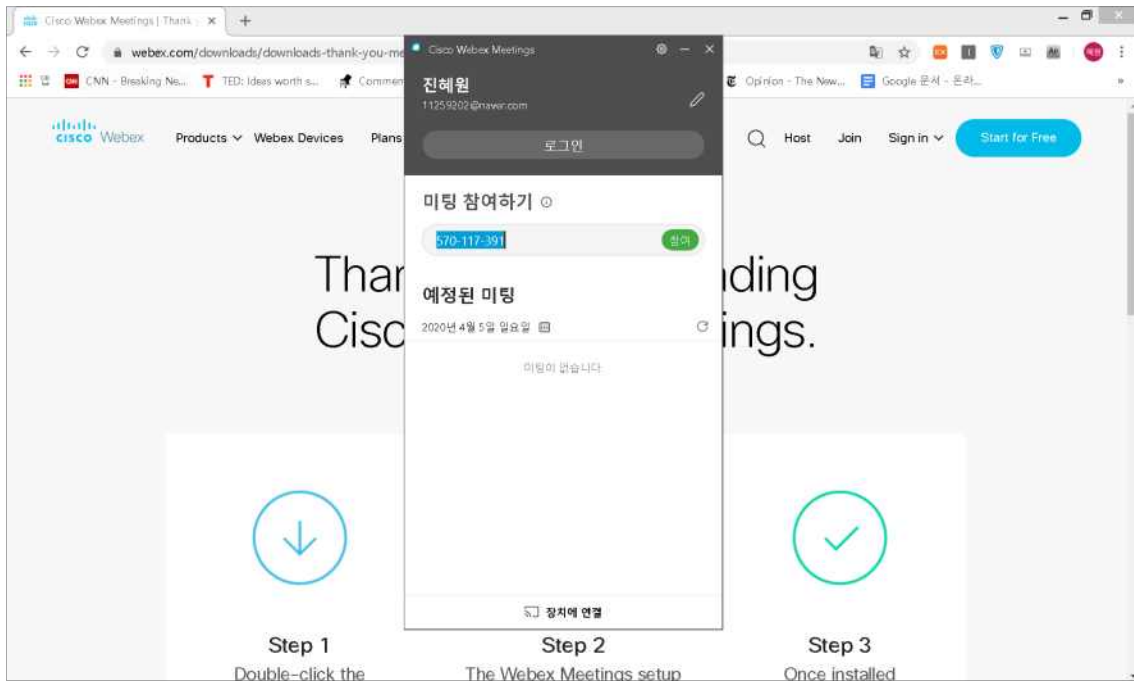 Cisco Webex Meetings | Thank
webex.com/downloads/downloads-thank-you-me
CNN - Breaking Ne...
TED: Ideas worth s...
Commen
Opinion - The New...
Google 문서 - 온라...
CISCO Webex
Products
Webex Devices
Plans
Host
Join
Sign in
Start for Free
Cisco Webex Meetings
진혜원
11259202@naver.com
로그인
미팅 참여하기
570-117-391
참여
예정된 미팅
2020년 4월 5일 일요일
미팅이 없습니다.
장치에 연결
Than
ding
Cisc
ings.
Step 1
Double-click the
Step 2
The Webex Meetings setup
Step 3
Once installed